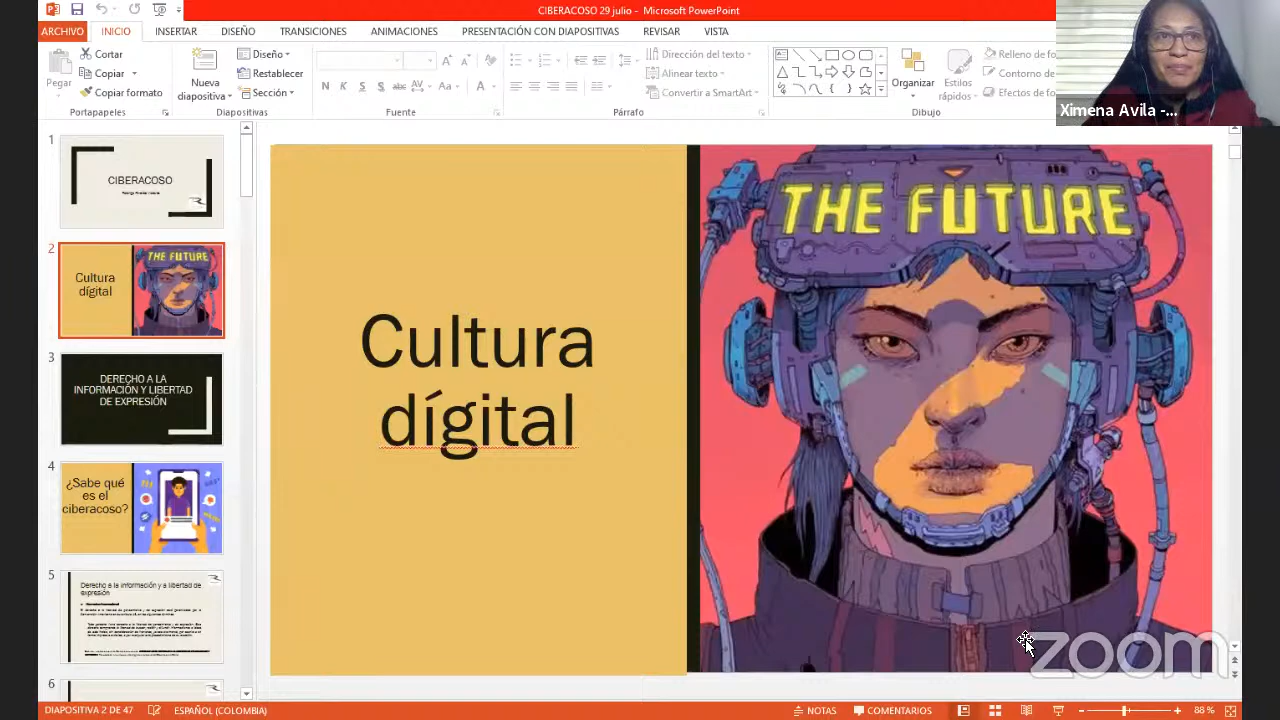 CIBERACOSO 29 julio - Microsoft PowerPoint
ARCHIVO INICIO INSERTAR DISEÑO TRANSICIONES ANIMACIONES PRESENTACIÓN CON DIAPOSITIVAS REVISAR VISTA
Pegar
Cortar
Copiar
Copiar formato
Portapapeles
Nueva
diapositiva
Diseño
Restablecer
Sección
Diapositivas
N K S abc AV Aa A
Fuente
Dirección del texto
Alinear texto
Convertir a SmartArt
Párrafo
Organizar
Estilos
rápidos
Relleno de fo
Contorno de
Efectos de fo
Dibujo
Ximena Avila -...
1
CIBERACOSO
2
Cultura
dígital
THE FUTURE
3
DERECHO A LA
INFORMACIÓN Y LIBERTAD
DE EXPRESIÓN
4
¿Sabe qué
es el
ciberacoso?
5
Derecho a la información y a libertad de
expresión
6
Cultura
dígital
THE FUTURE
zoom
DIAPOSITIVA 2 DE 47
ESPAÑOL (COLOMBIA)
NOTAS
COMENTARIOS
88 %